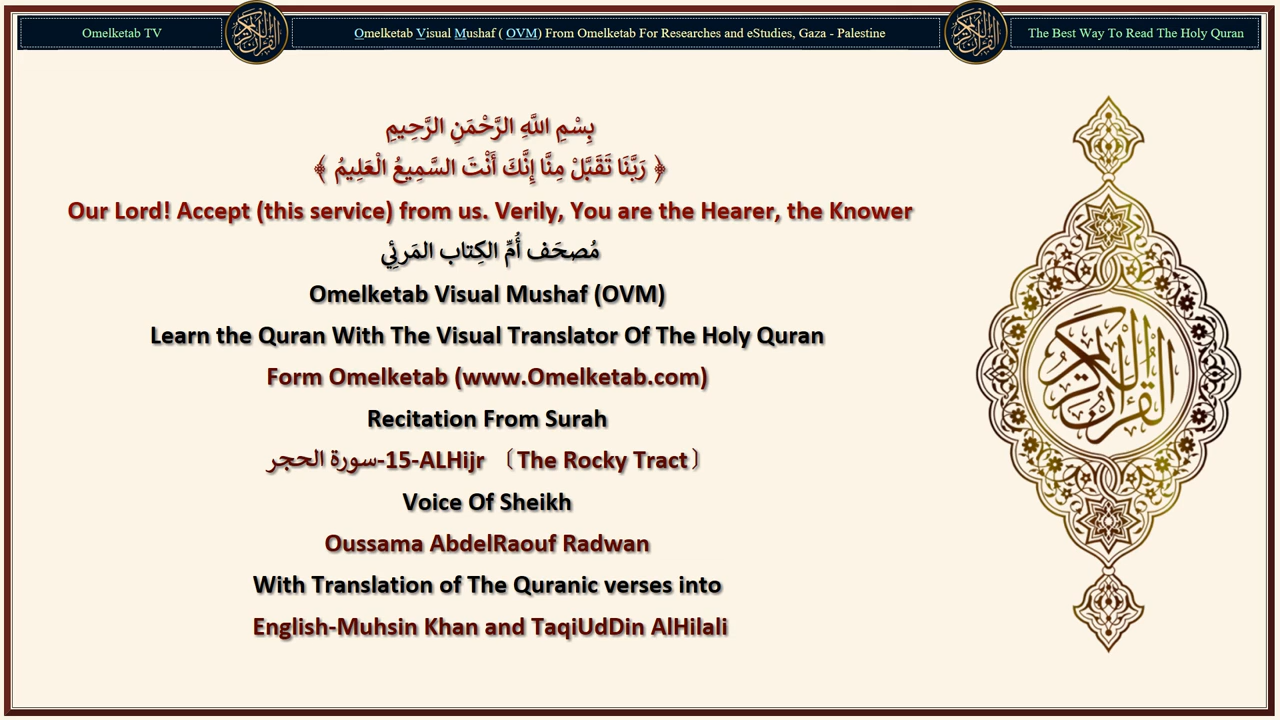 Omelketab TV
Omelketab Visual Mushaf ( OVM) From Omelketab For Researches and eStudies, Gaza - Palestine
The Best Way To Read The Holy Quran
بِسْمِ اللَّهِ الرَّحْمَنِ الرَّحِيمِ
﴿ رَبَّنَا تَقَبَّلْ مِنَّا إِنَّكَ أَنْتَ السَّمِيعُ الْعَلِيمُ ﴾
Our Lord! Accept (this service) from us. Verily, You are the Hearer, the Knower
مُصحَف أُمِّ الكِتاب المَرئِي
Omelketab Visual Mushaf (OVM)
Learn the Quran With The Visual Translator Of The Holy Quran
Form Omelketab (www.Omelketab.com)
Recitation From Surah
سورة الحجر-15-ALHijr 〔The Rocky Tract〕
Voice Of Sheikh
Oussama AbdelRaouf Radwan
With Translation of The Quranic verses into
English-Muhsin Khan and TaqiUdDin AlHilali
القرآن الكريم